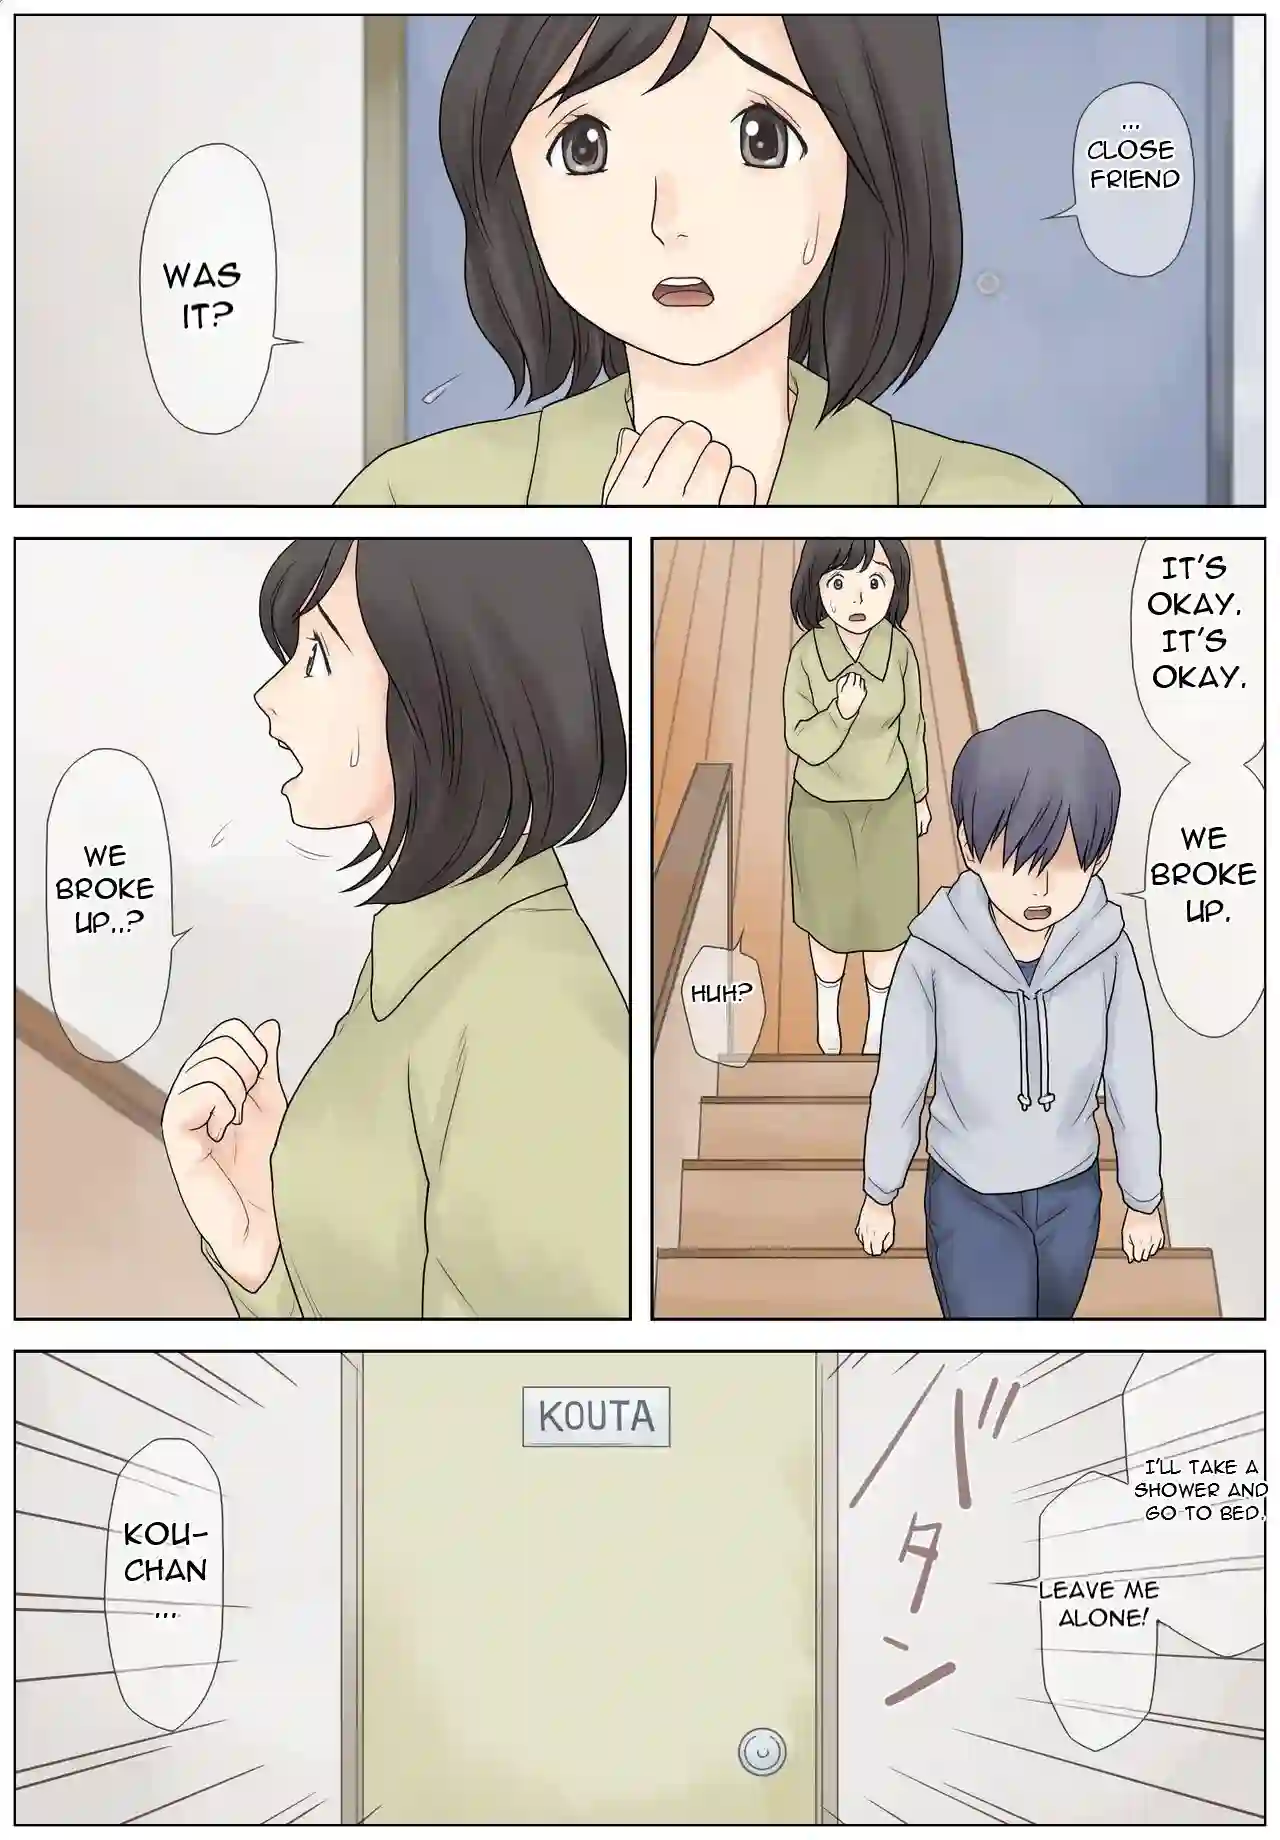 ...
CLOSE
FRIEND
WAS
IT?
IT'S
OKAY.
IT'S
OKAY.
WE
BROKE
UP.
HUH?
WE
BROKE
UP..?
I'LL TAKE A
SHOWER AND
GO TO BED.
LEAVE ME
ALONE!
バタン
KOUTA
KOU-
CHAN
...